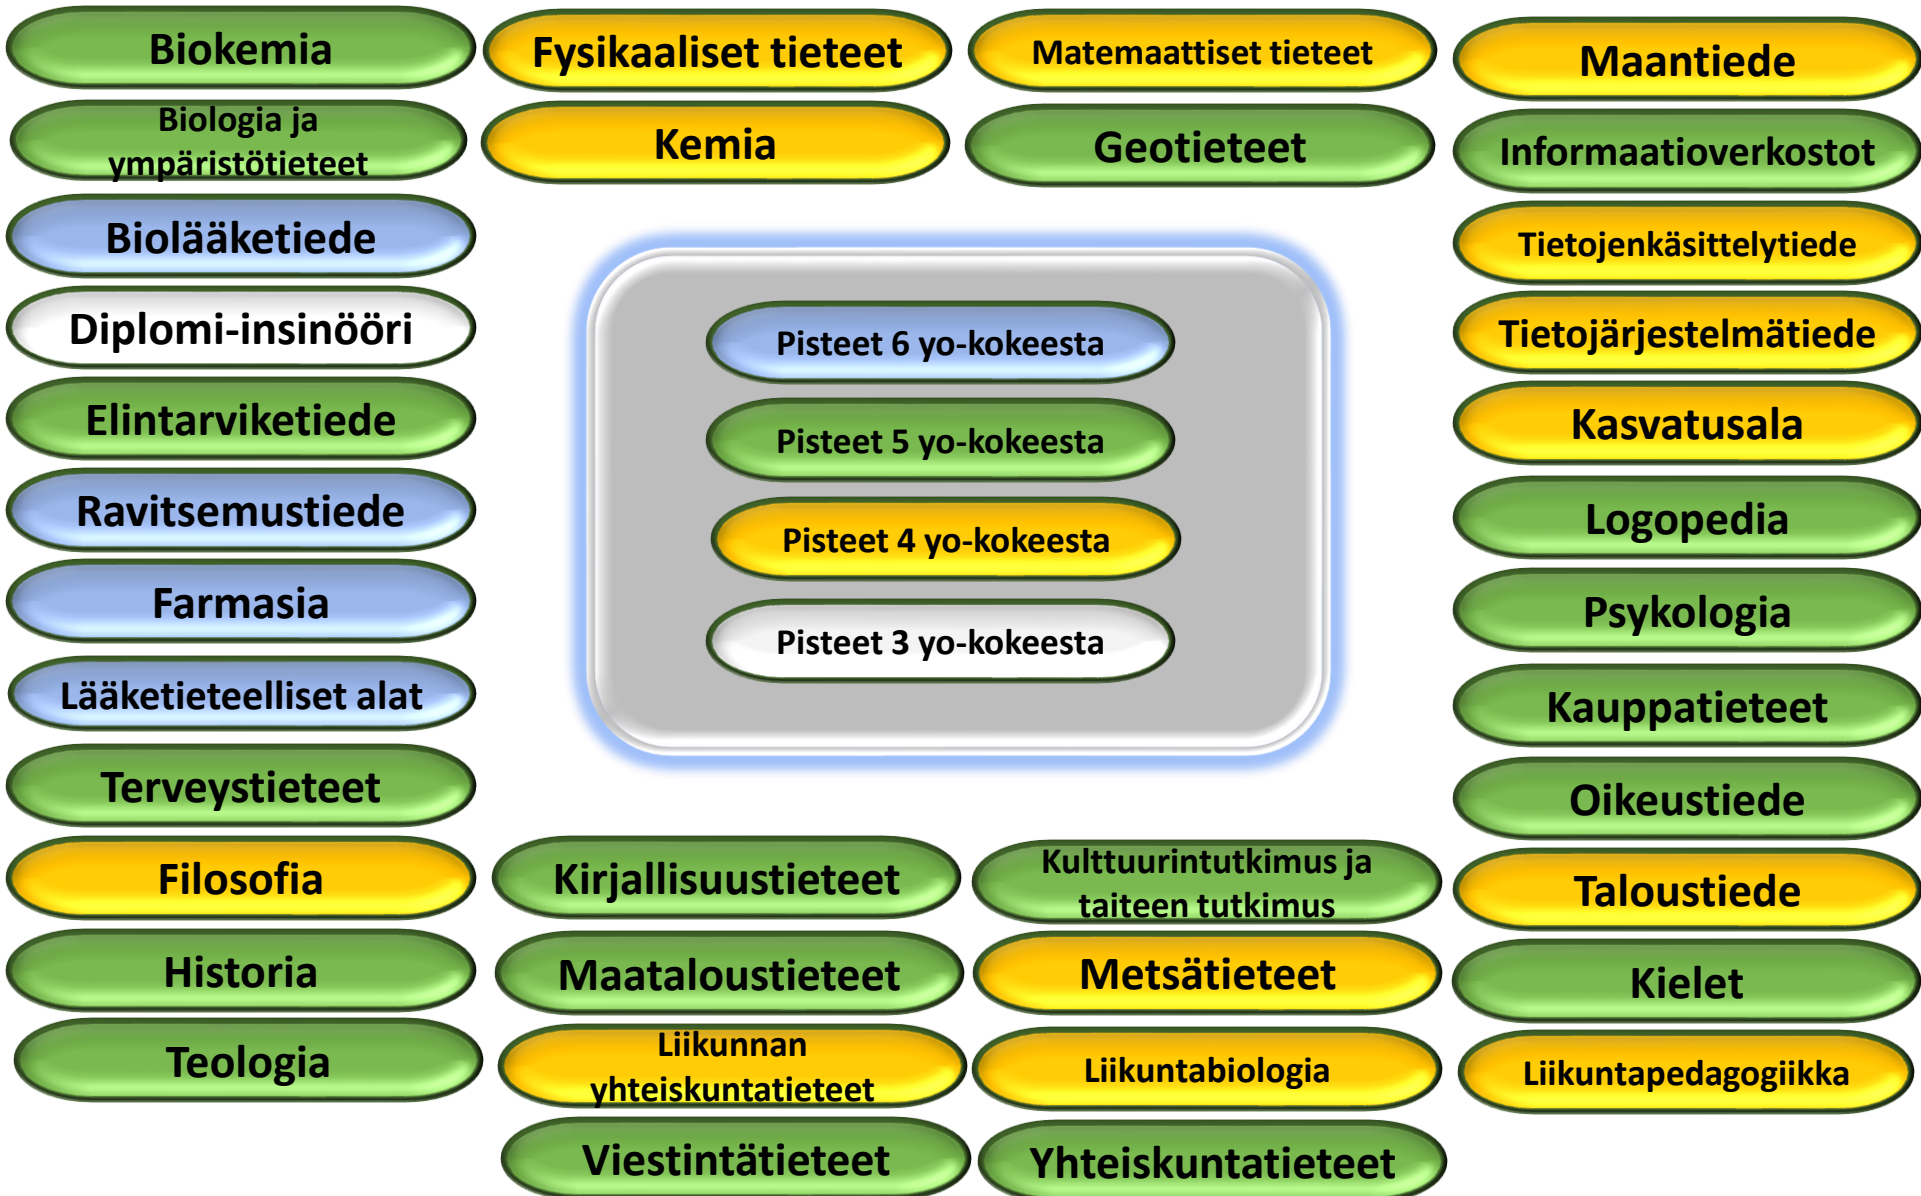 Biokemia
Biologia ja
ympäristötieteet
Biolääketiede
Diplomi-insinööri
Elintarviketiede
Ravitsemustiede
Farmasia
Lääketieteelliset alat
Terveystieteet
Filosofia
Historia
Teologia
Fysikaaliset tieteet
Kemia
Matemaattiset tieteet
Geotieteet
Pisteet 6 yo-kokeesta
Pisteet 5 yo-kokeesta
Pisteet 4 yo-kokeesta
Pisteet 3 yo-kokeesta
Kirjallisuustieteet
Maataloustieteet
Liikunnan
yhteiskuntatieteet
Viestintätieteet
Kulttuurintutkimus ja
taiteen tutkimus
Metsätieteet
Liikuntabiologia
Yhteiskuntatieteet
Maantiede
Informaatioverkostot
Tietojenkäsittelytiede
Tietojärjestelmätiede
Kasvatusala
Logopedia
Psykologia
Kauppatieteet
Oikeustiede
Taloustiede
Kielet
Liikuntapedagogiikka